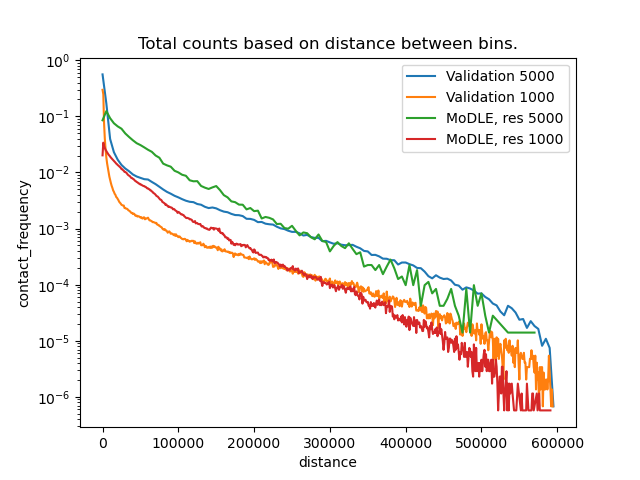 Total counts based on distance between bins.
Validation 5000
Validation 1000
MoDLE, res 5000
MoDLE, res 1000
contact_frequency
10⁰
10⁻¹
10⁻²
10⁻³
10⁻⁴
10⁻⁵
10⁻⁶
0 100000 200000 300000 400000 500000 600000
distance